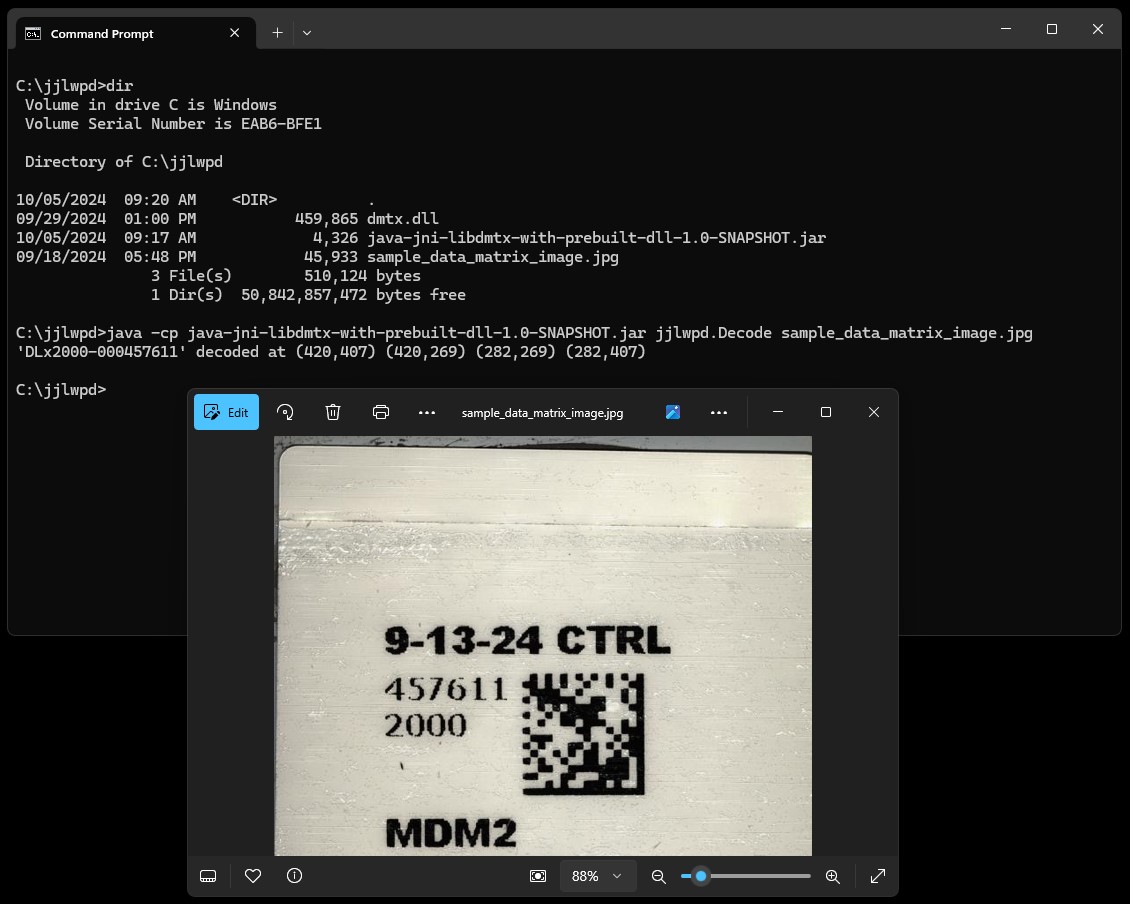 Command Prompt
C:\jjlwpd>dir
Volume in drive C is Windows
Volume Serial Number is EAB6-BFE1
Directory of C:\jjlwpd
10/05/2024  09:20 AM    <DIR>          .
09/29/2024  01:00 PM           459,865 dmtx.dll
10/05/2024  09:17 AM             4,326 java-jni-libdmtx-with-prebuilt-dll-1.0-SNAPSHOT.jar
09/18/2024  05:48 PM            45,933 sample_data_matrix_image.jpg
3 File(s)        510,124 bytes
1 Dir(s)  50,842,857,472 bytes free
C:\jjlwpd>java -cp java-jni-libdmtx-with-prebuilt-dll-1.0-SNAPSHOT.jar jjlwpd.Decode sample_data_matrix_image.jpg
'DLx2000-000457611' decoded at (420,407) (420,269) (282,269) (282,407)
C:\jjlwpd>
Edit
sample_data_matrix_image.jpg
9-13-24 CTRL
457611
2000
MDM2
88%